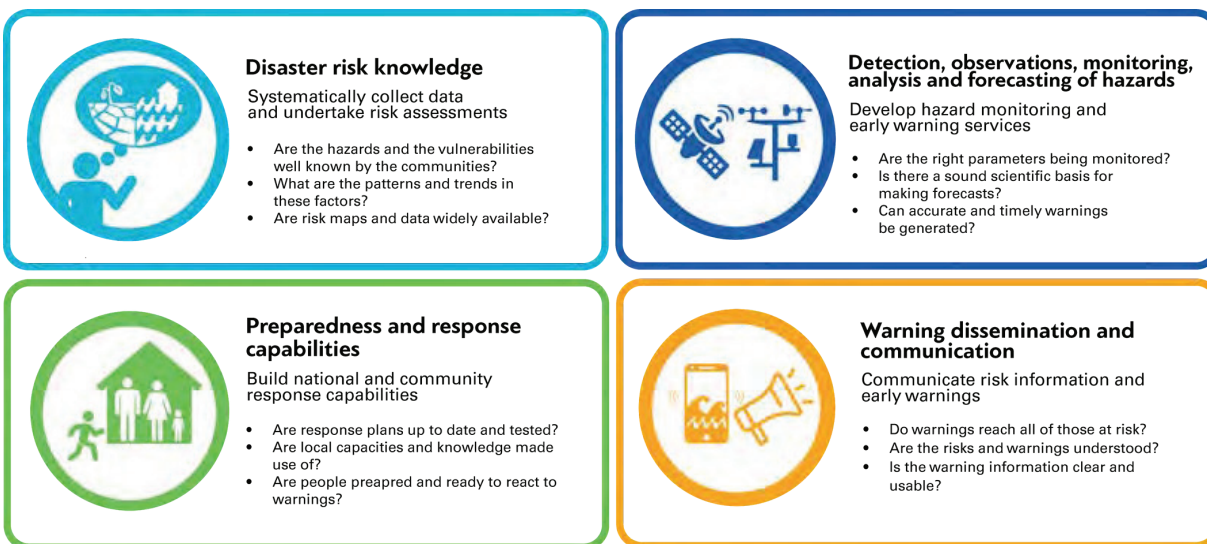 Disaster risk knowledge
Systematically collect data
and undertake risk assessments
• Are the hazards and the vulnerabilities
well known by the communities?
• What are the patterns and trends in
these factors?
• Are risk maps and data widely available?
Detection, observations, monitoring,
analysis and forecasting of hazards
Develop hazard monitoring and
early warning services
• Are the right parameters being monitored?
• Is there a sound scientific basis for
making forecasts?
• Can accurate and timely warnings
be generated?
Preparedness and response
capabilities
Build national and community
response capabilities
• Are response plans up to date and tested?
• Are local capacities and knowledge made
use of?
• Are people preapred and ready to react to
warnings?
Warning dissemination and
communication
Communicate risk information and
early warnings
• Do warnings reach all of those at risk?
• Are the risks and warnings understood?
• Is the warning information clear and
usable?